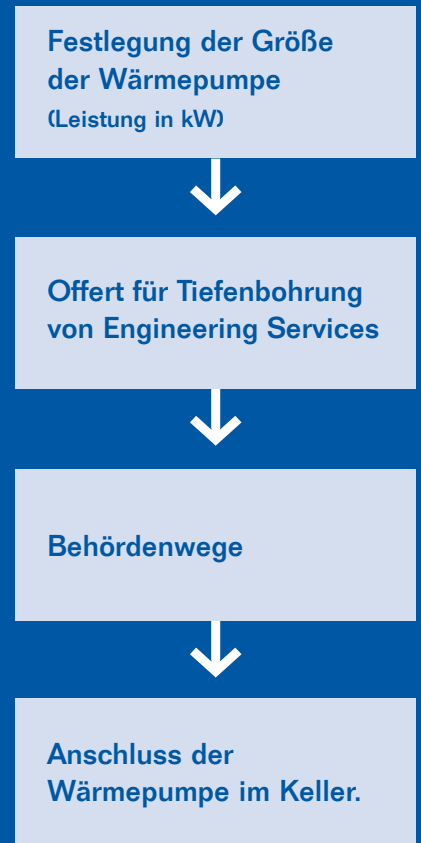 Festlegung der Größe
der Wärmepumpe
(Leistung in kW)
Offert für Tiefenbohrung
von Engineering Services
Behördenwege
Anschluss der
Wärmepumpe im Keller.